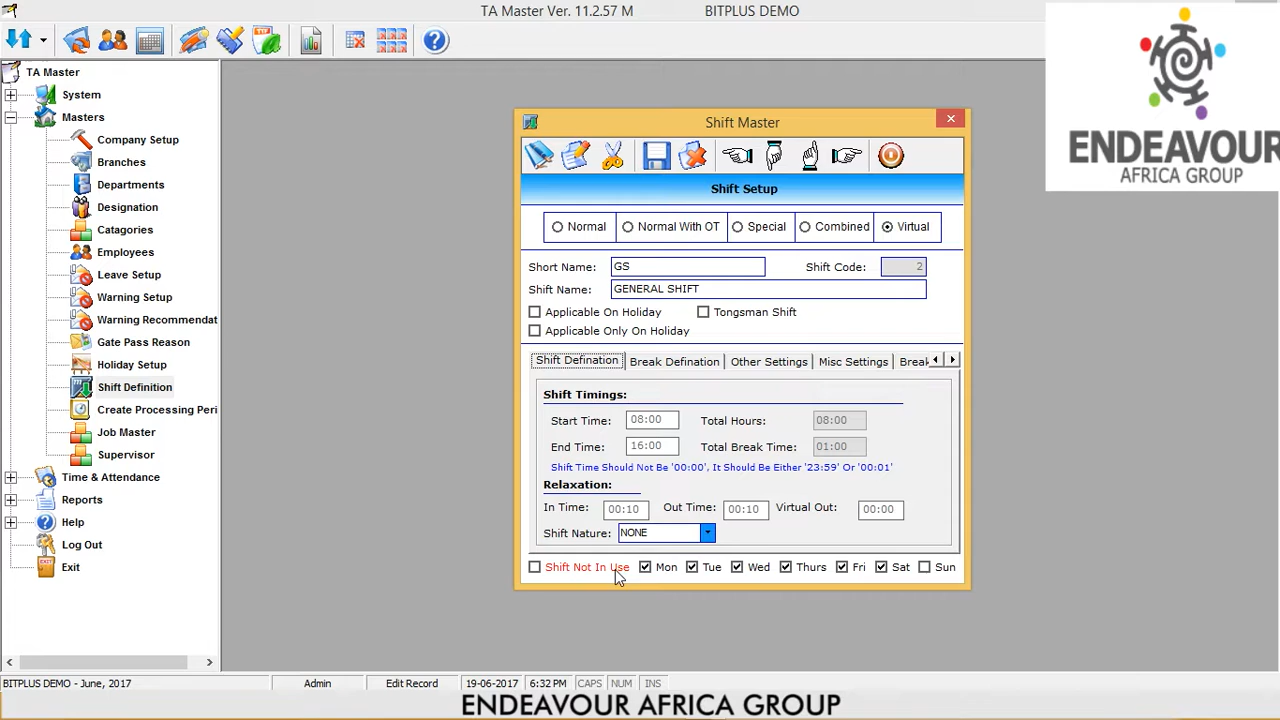 TA Master Ver. 11.2.57 M BITPLUS DEMO
ENDEAVOUR
AFRICA GROUP
TA Master
System
Masters
Company Setup
Branches
Departments
Designation
Catagories
Employees
Leave Setup
Warning Setup
Warning Recommendat
Gate Pass Reason
Holiday Setup
Shift Definition
Create Processing Peri
Job Master
Supervisor
Time & Attendance
Reports
Help
Log Out
Exit
Shift Master
Shift Setup
Normal Normal With OT Special Combined Virtual
Short Name: GS Shift Code: 2
Shift Name: GENERAL SHIFT
Applicable On Holiday Tongsman Shift
Applicable Only On Holiday
Shift Defination Break Defination Other Settings Misc Settings Break
Shift Timings:
Start Time: 08:00 Total Hours: 08:00
End Time: 16:00 Total Break Time: 01:00
Shift Time Should Not Be '00:00', It Should Be Either '23:59' Or '00:01'
Relaxation:
In Time: 00:10 Out Time: 00:10 Virtual Out: 00:00
Shift Nature: NONE
Shift Not In Use Mon Tue Wed Thurs Fri Sat Sun
BITPLUS DEMO - June, 2017 Admin Edit Record 19-06-2017 6:32 PM CAPS NUM INS
ENDEAVOUR AFRICA GROUP